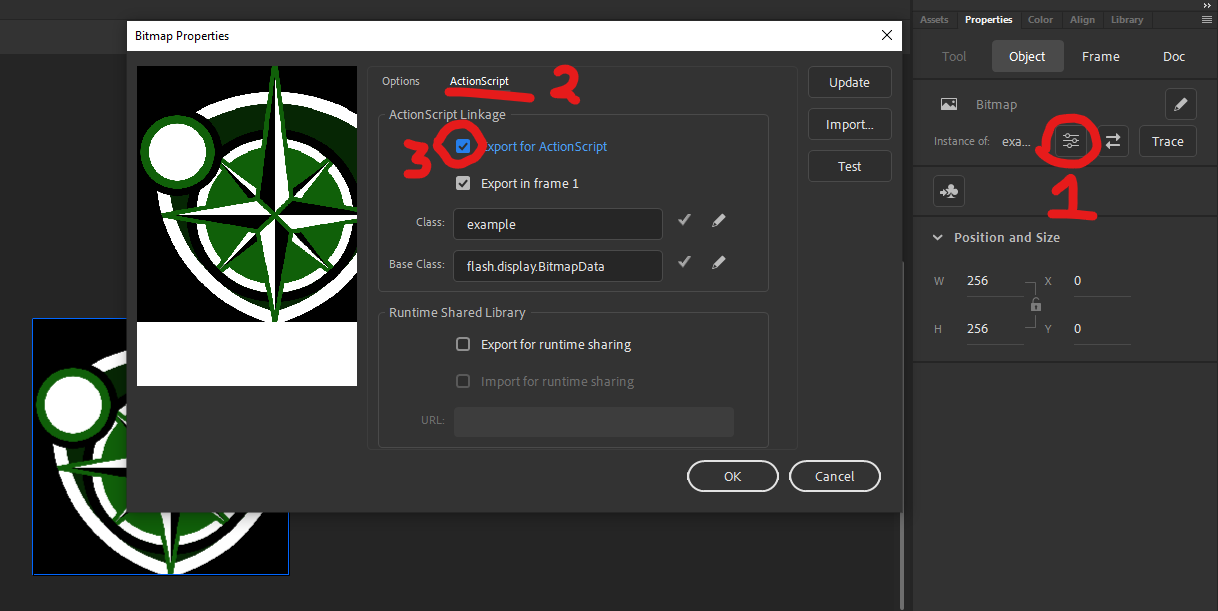 Bitmap Properties
Options
ActionScript
2
ActionScript Linkage
3
Export for ActionScript
Export in frame 1
Class:
example
Base Class:
flash.display.BitmapData
Runtime Shared Library
Export for runtime sharing
Import for runtime sharing
URL:
Update
Import...
Test
OK
Cancel
Assets
Properties
Color
Align
Library
Tool
Object
Frame
Doc
Bitmap
Instance of:
exa...
Trace
1
Position and Size
W
256
X
0
H
256
Y
0